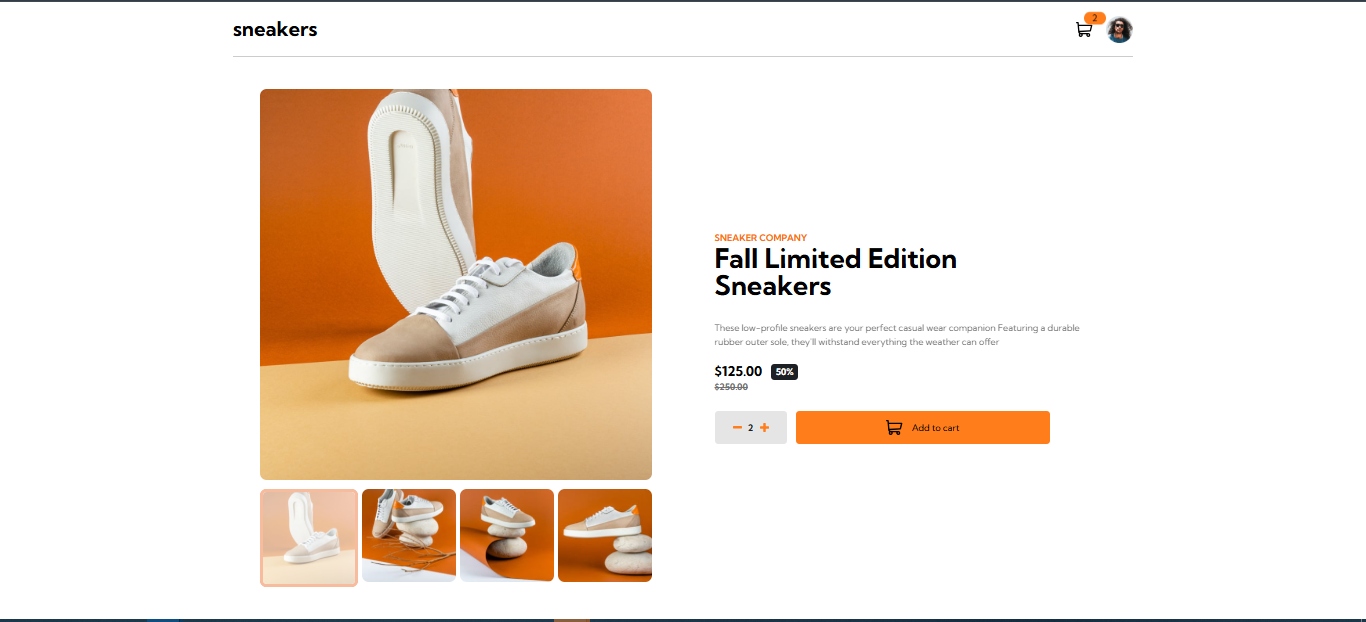 sneakers
2
SNEAKER COMPANY
Fall Limited Edition
Sneakers
These low-profile sneakers are your perfect casual wear companion Featuring a durable
rubber outer sole, they'll withstand everything the weather can offer
$125.00 50%
$250.00
2 Add to cart